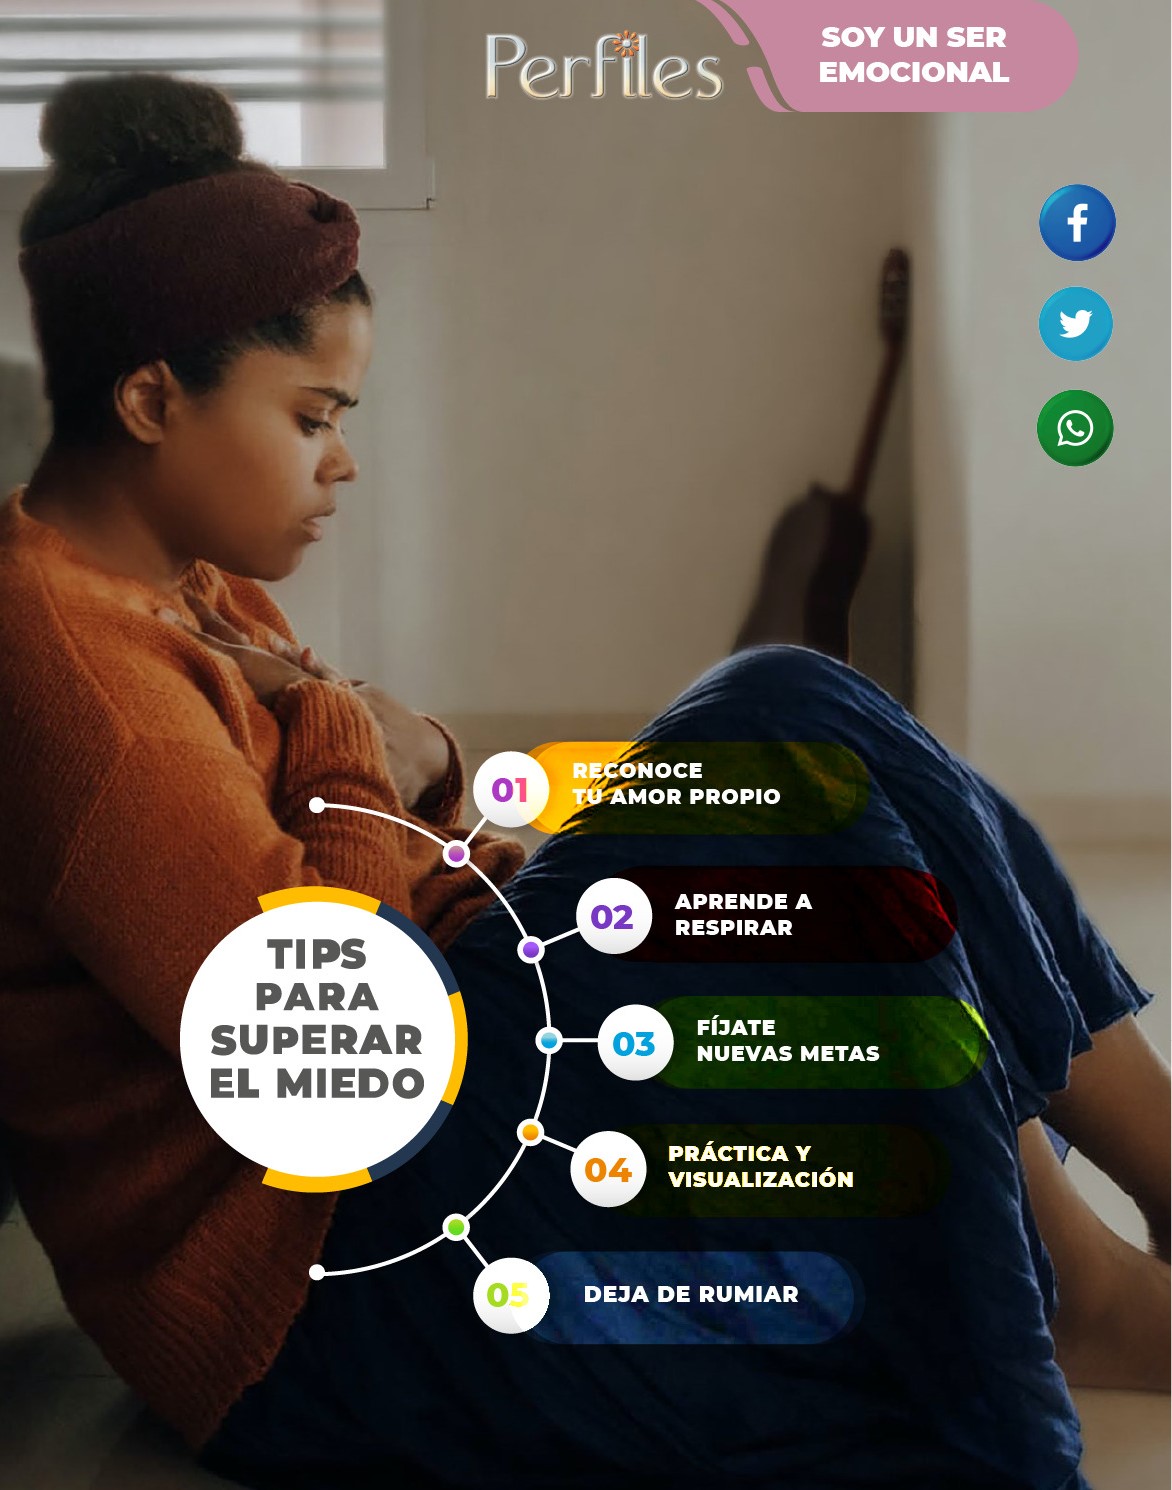 Perfiles
SOY UN SER
EMOCIONAL
01
RECONOCE
TU AMOR PROPIO
02
APRENDE A
RESPIRAR
TIPS
PARA
SUPERAR
EL MIEDO
03
FÍJATE
NUEVAS METAS
04
PRÁCTICA Y
VISUALIZACIÓN
05
DEJA DE RUMIAR